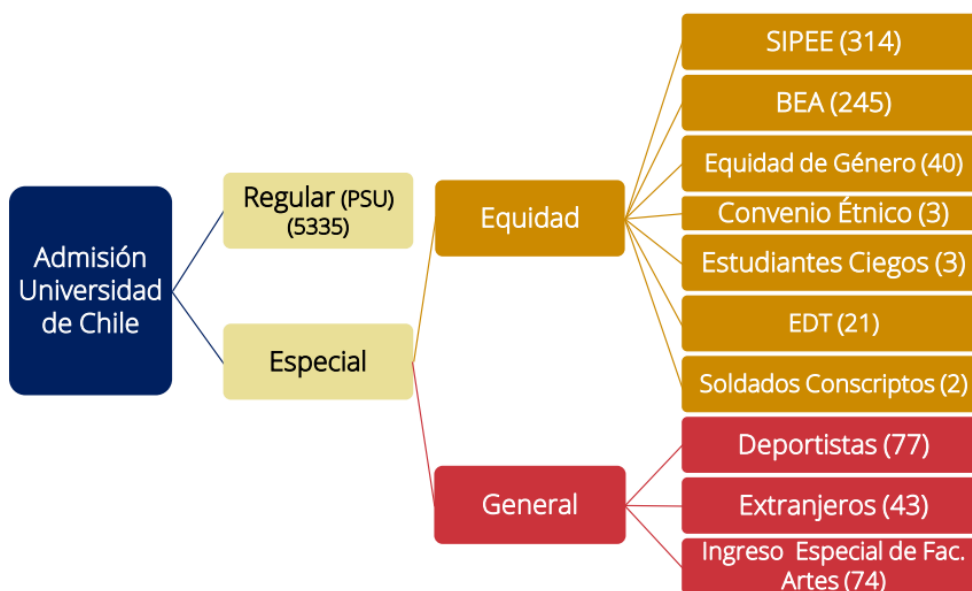 Admisión
Universidad
de Chile
Regular (PSU)
(5335)
Especial
Equidad
General
SIPEE (314)
BEA (245)
Equidad de Género (40)
Convenio Étnico (3)
Estudiantes Ciegos (3)
EDT (21)
Soldados Conscriptos (2)
Deportistas (77)
Extranjeros (43)
Ingreso Especial de Fac.
Artes (74)